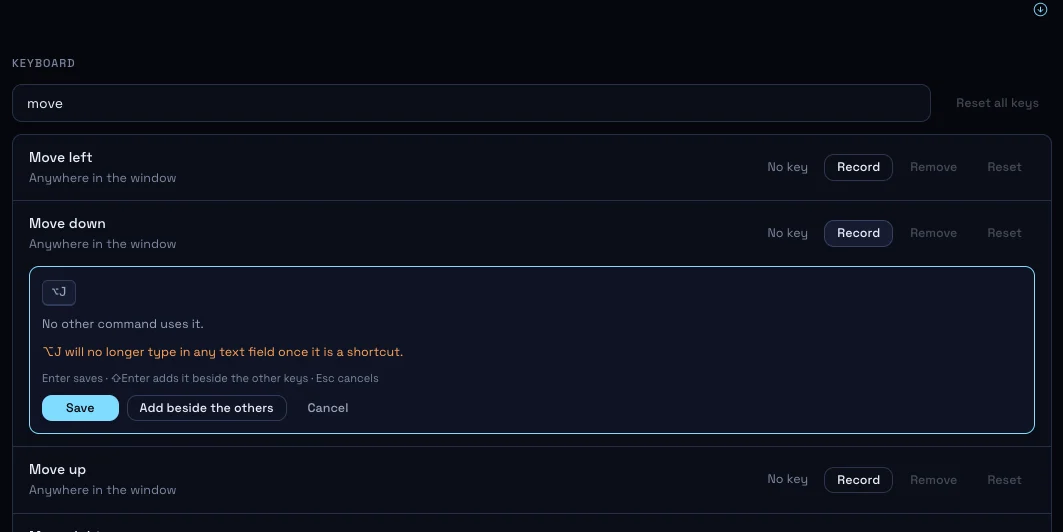 KEYBOARD
move
Reset all keys
Move left
Anywhere in the window
No key Record Remove Reset
Move down
Anywhere in the window
No key Record Remove Reset
⌥J
No other command uses it.
⌥J will no longer type in any text field once it is a shortcut.
Enter saves · ⇧Enter adds it beside the other keys · Esc cancels
Save Add beside the others Cancel
Move up
Anywhere in the window
No key Record Remove Reset